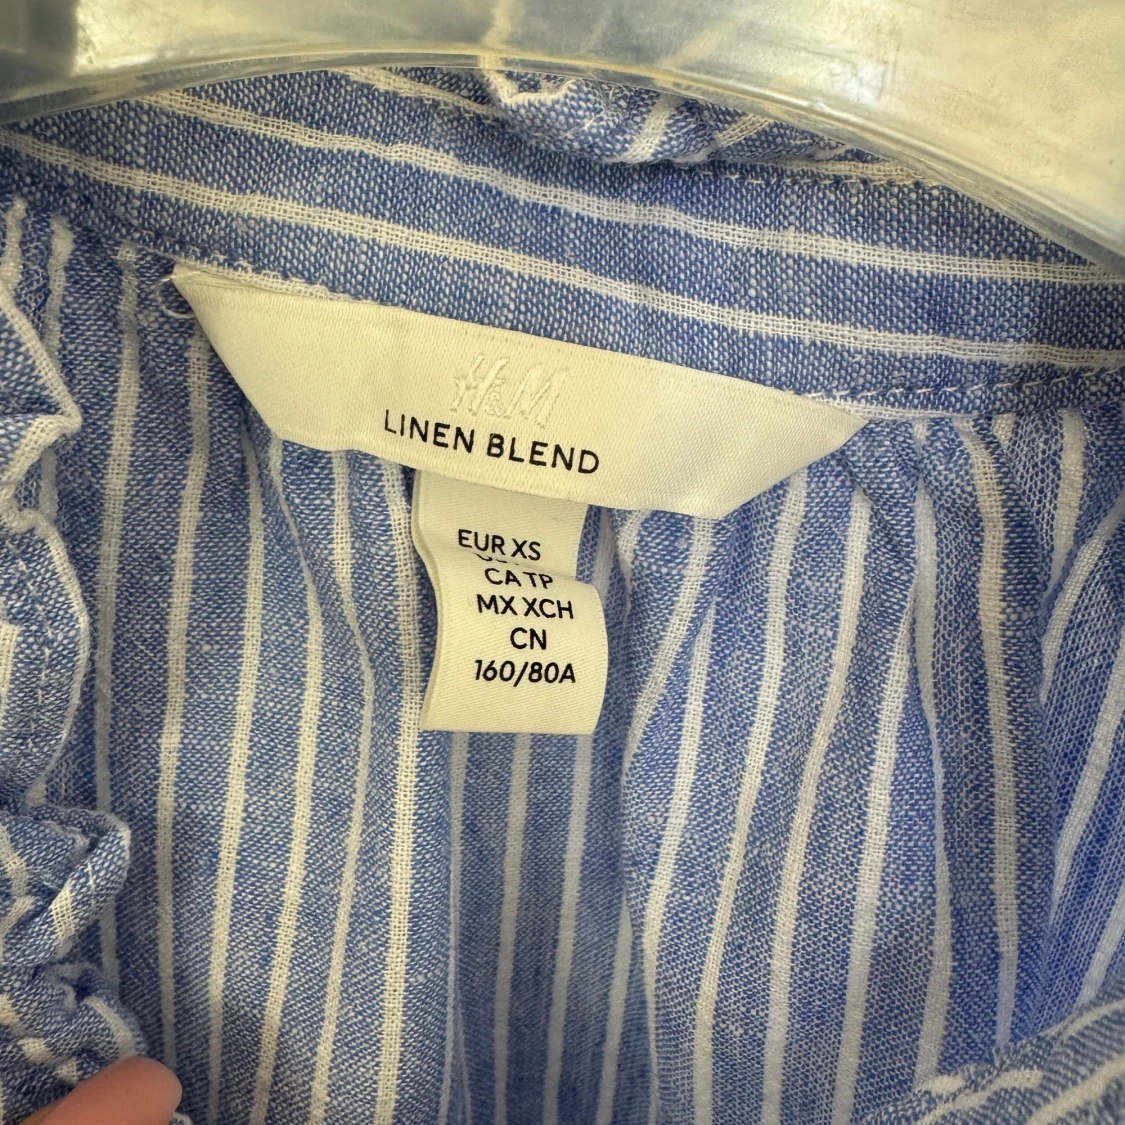 H&M
LINEN BLEND
EUR XS
CA TP
MX XCH
CN
160/80A